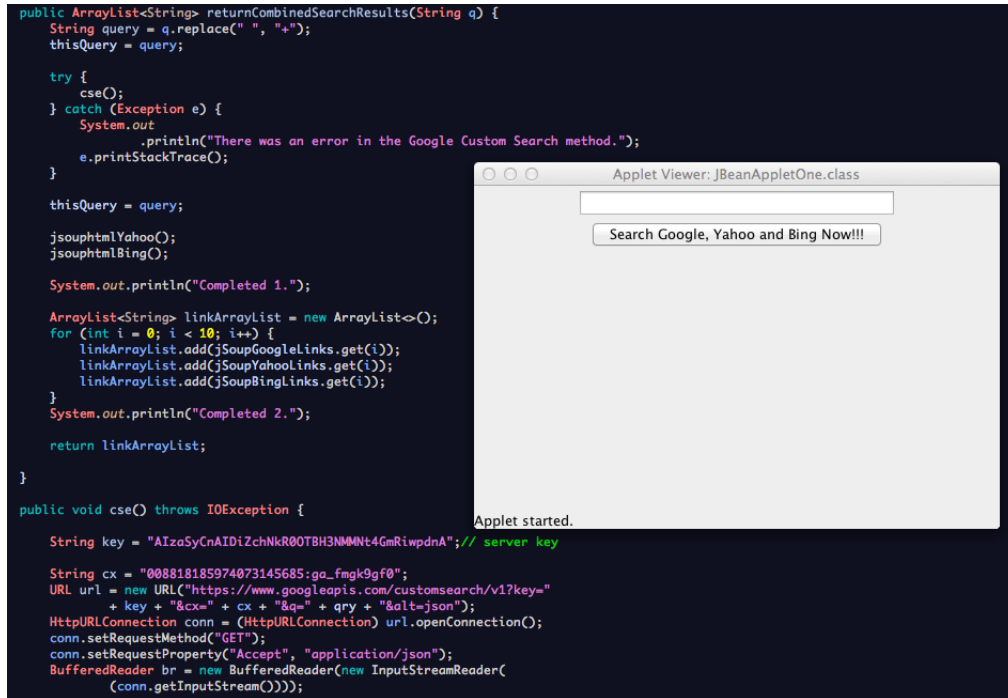 public ArrayList<String> returnCombinedSearchResults(String q) {
String query = q.replace(" ", "+");
thisQuery = query;
try {
cse();
} catch (Exception e) {
System.out
.println("There was an error in the Google Custom Search method.");
e.printStackTrace();
}
thisQuery = query;
jsouphtmlYahoo();
jsouphtmlBing();
System.out.println("Completed 1.");
ArrayList<String> linkArrayList = new ArrayList<>();
for (int i = 0; i < 10; i++) {
linkArrayList.add(jSoupGoogleLinks.get(i));
linkArrayList.add(jSoupYahooLinks.get(i));
linkArrayList.add(jSoupBingLinks.get(i));
}
System.out.println("Completed 2.");
return linkArrayList;
}
public void cse() throws IOException {
String key = "AIzaSyCnAIDiZchNkR0OTBH3NMMNt4GmRiwpdnA";// server key
String cx = "008818185974073145685:ga_fmgk9gf0";
URL url = new URL("https://www.googleapis.com/customsearch/v1?key="
+ key + "&cx=" + cx + "&q=" + qry + "&alt=json");
HttpURLConnection conn = (HttpURLConnection) url.openConnection();
conn.setRequestMethod("GET");
conn.setRequestProperty("Accept", "application/json");
BufferedReader br = new BufferedReader(new InputStreamReader(
(conn.getInputStream())));
Applet Viewer: JBeanAppletOne.class
Search Google, Yahoo and Bing Now!!!
Applet started.